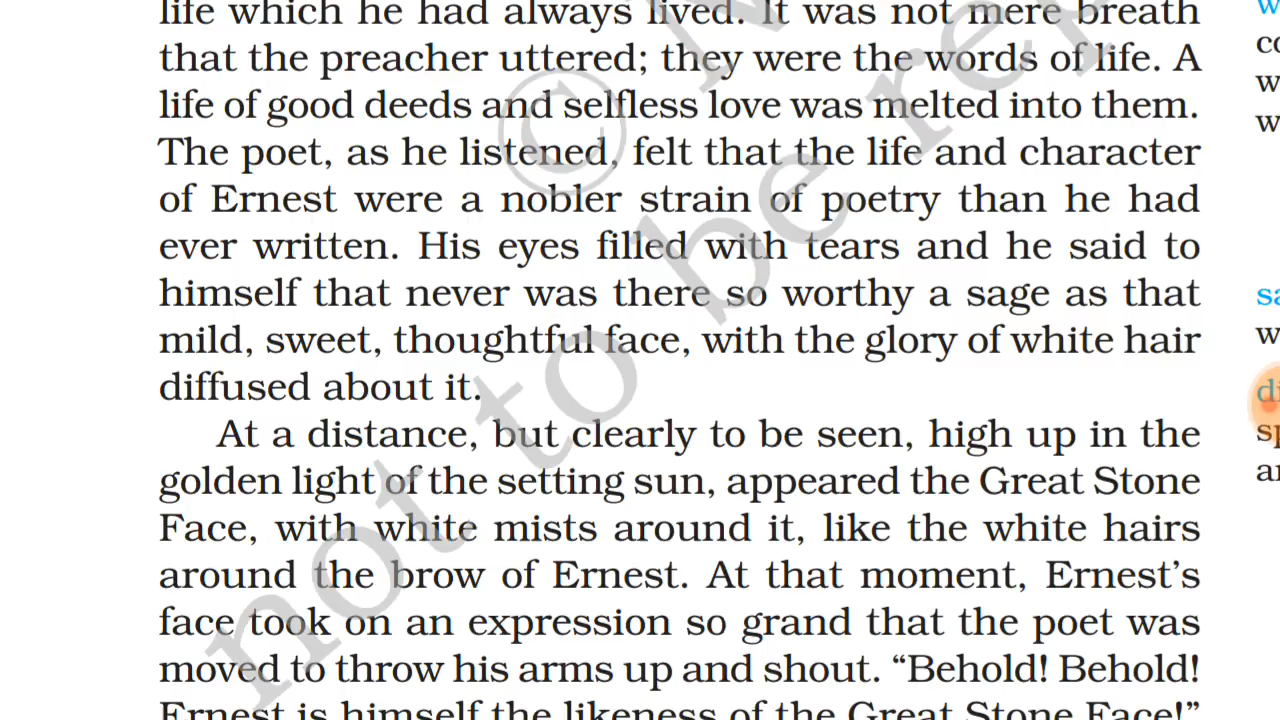 life which he had always lived. It was not mere breath
that the preacher uttered; they were the words of life. A
life of good deeds and selfless love was melted into them.
The poet, as he listened, felt that the life and character
of Ernest were a nobler strain of poetry than he had
ever written. His eyes filled with tears and he said to
himself that never was there so worthy a sage as that
mild, sweet, thoughtful face, with the glory of white hair
diffused about it.
At a distance, but clearly to be seen, high up in the
golden light of the setting sun, appeared the Great Stone
Face, with white mists around it, like the white hairs
around the brow of Ernest. At that moment, Ernest's
face took on an expression so grand that the poet was
moved to throw his arms up and shout. “Behold! Behold!
Ernest is himself the likeness of the Great Stone Face!”
©
not to be